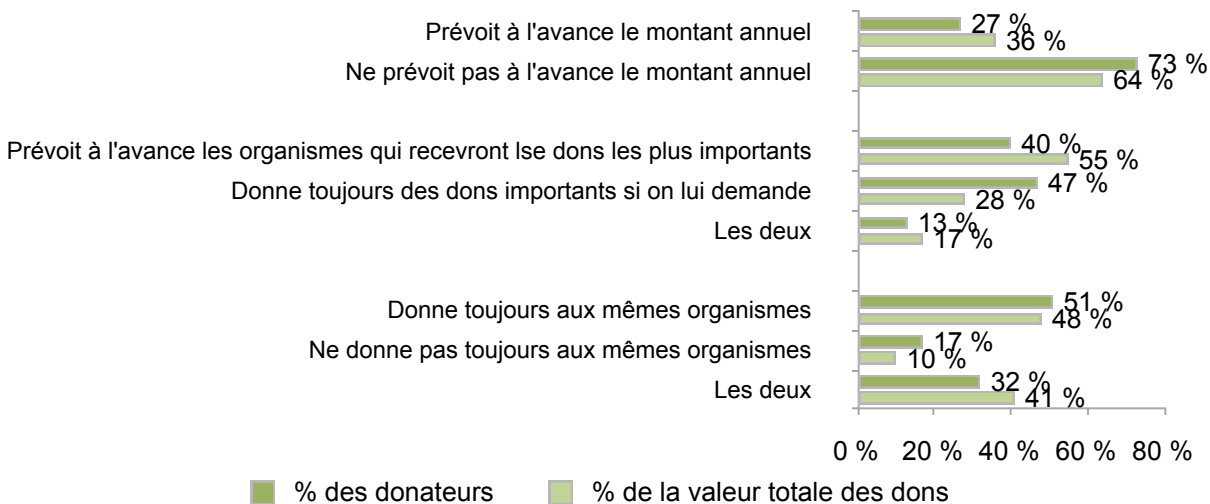 Prévoit à l'avance le montant annuel 27 % 36 %
Ne prévoit pas à l'avance le montant annuel 73 % 64 %
Prévoit à l'avance les organismes qui recevront lse dons les plus importants 40 % 55 %
Donne toujours des dons importants si on lui demande 47 % 28 %
Les deux 13 % 17 %
Donne toujours aux mêmes organismes 51 % 48 %
Ne donne pas toujours aux mêmes organismes 17 % 10 %
Les deux 32 % 41 %
0 % 20 % 40 % 60 % 80 %
% des donateurs % de la valeur totale des dons